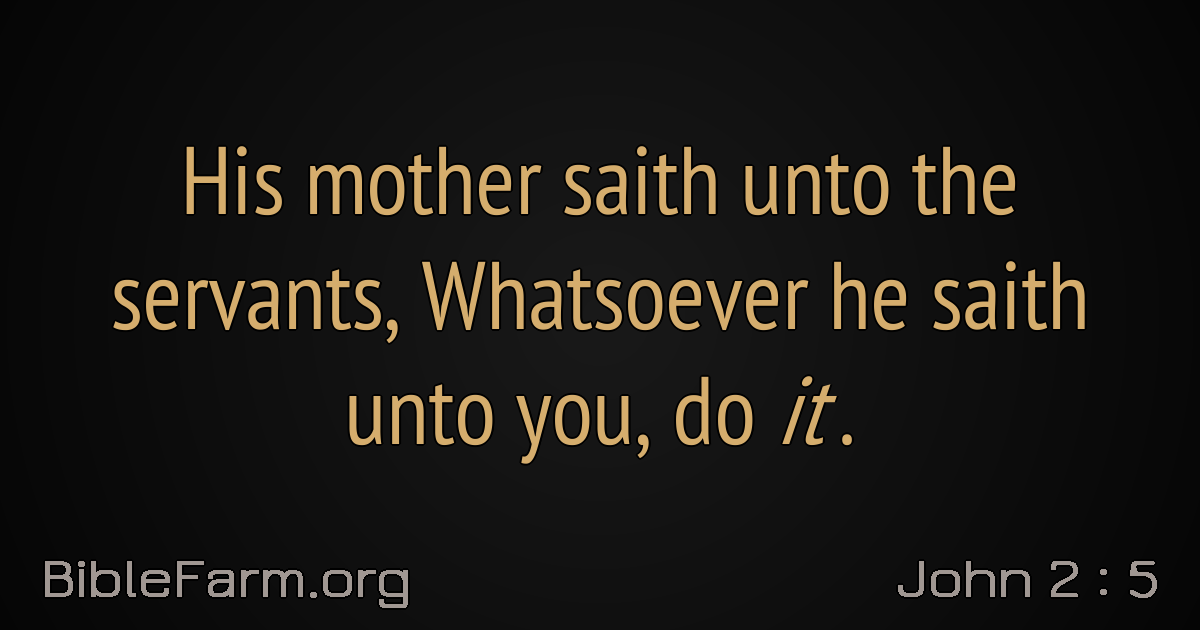 His mother saith unto the
servants, Whatsoever he saith
unto you, do it.
BibleFarm.org
John 2 : 5